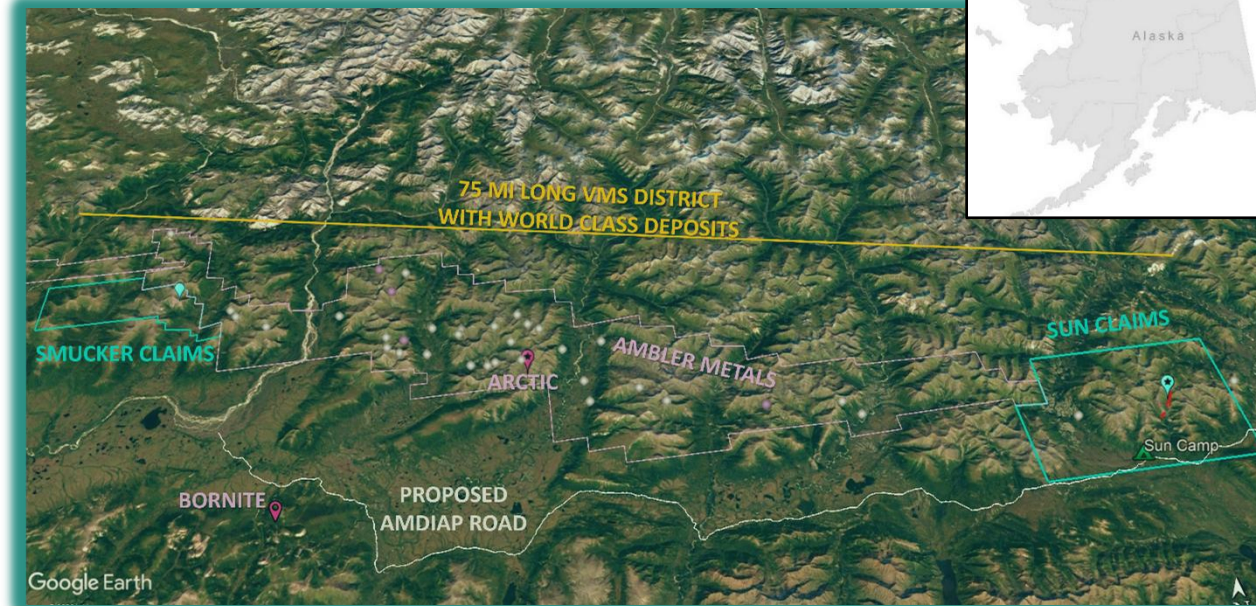 Alaska
75 MI LONG VMS DISTRICT
WITH WORLD CLASS DEPOSITS
SMUCKER CLAIMS
SUN CLAIMS
AMBLER METALS
ARCTIC
Sun Camp
BORNITE
PROPOSED
AMDIAP ROAD
Google Earth